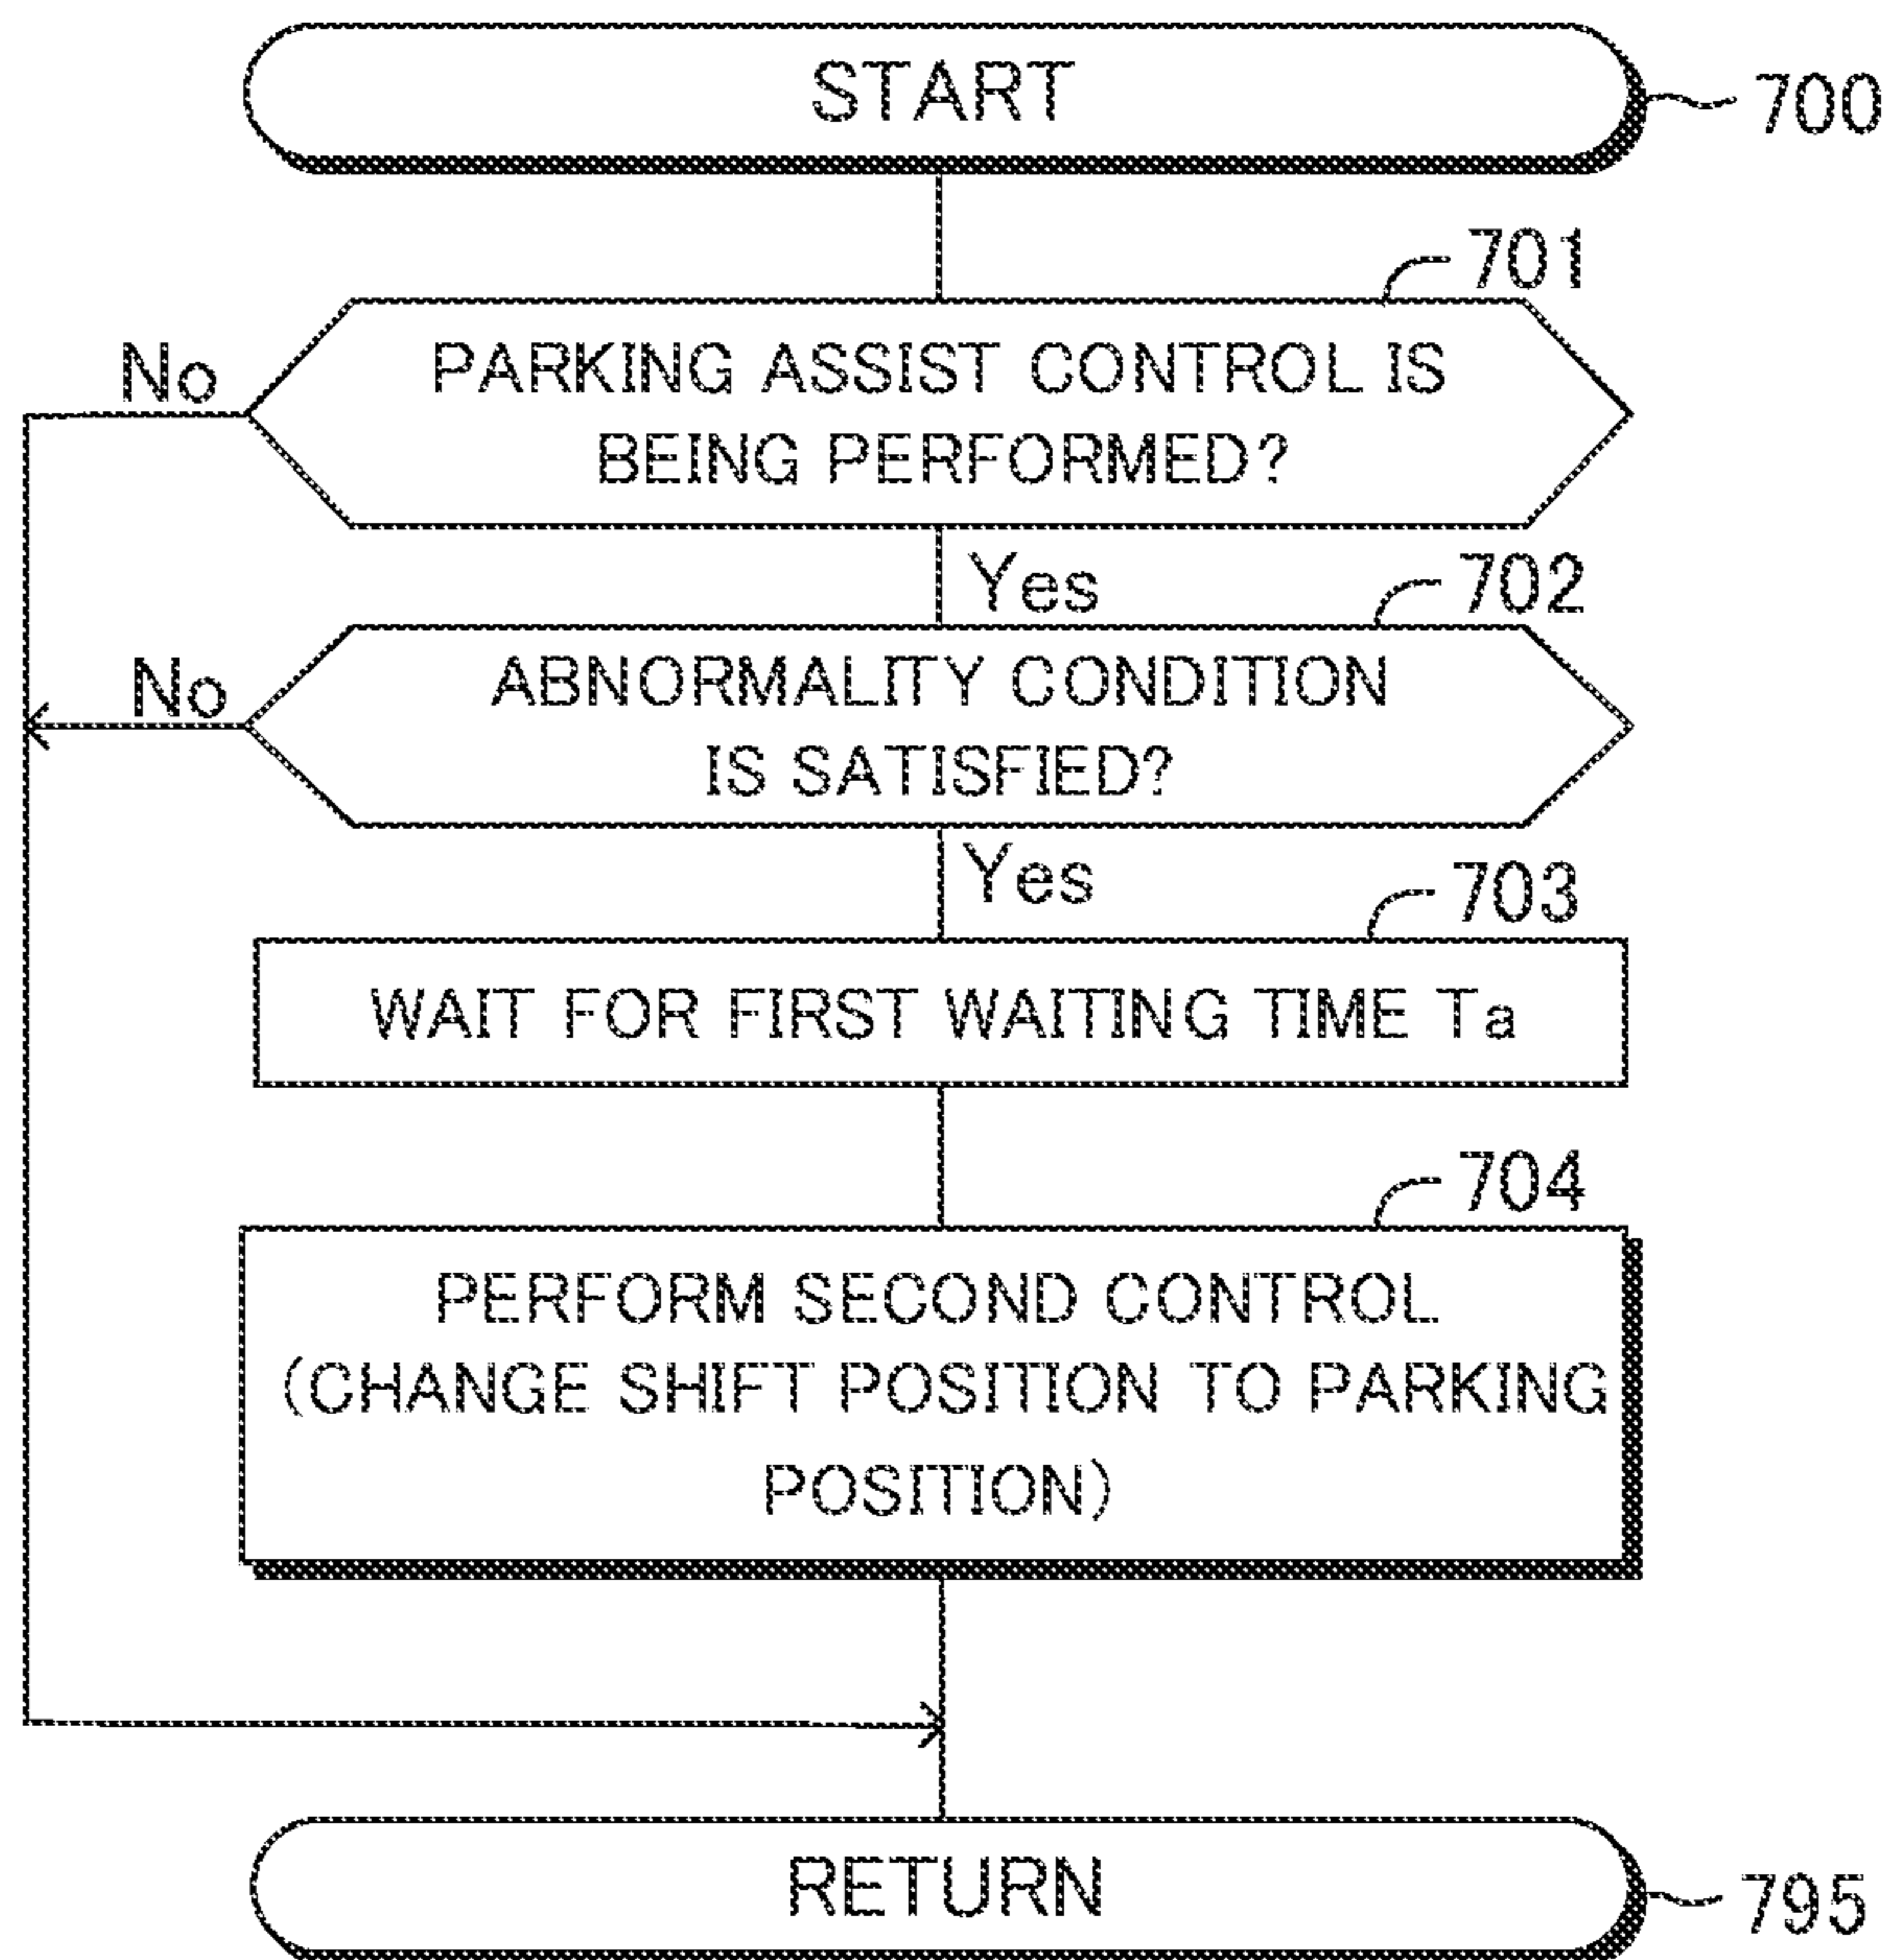 START
700
701
No
PARKING ASSIST CONTROL IS
BEING PERFORMED?
Yes
702
No
ABNORMALITY CONDITION
IS SATISFIED?
Yes
703
WAIT FOR FIRST WAITING TIME Ta
704
PERFORM SECOND CONTROL
(CHANGE SHIFT POSITION TO PARKING
POSITION)
RETURN
795